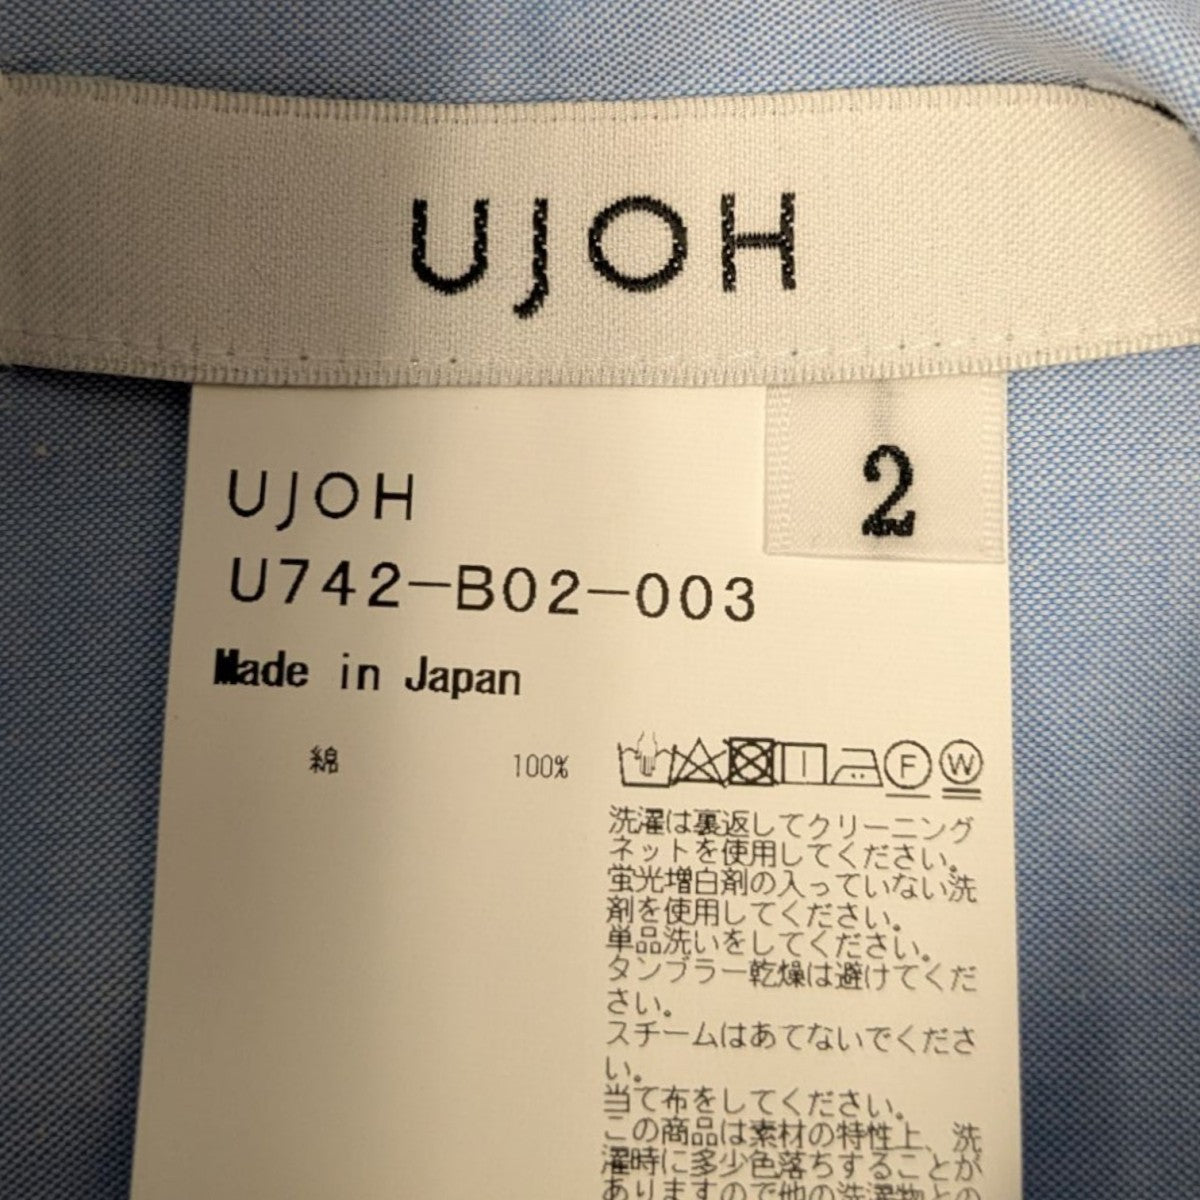 UJOH
2
UJOH
U742-B02-003
Made in Japan
綿 100%
F W
洗濯は裏返してクリーニング
ネットを使用してください。
蛍光増白剤の入っていない洗
剤を使用してください。
単品洗いをしてください。
タンブラー乾燥は避けてくだ
さい。
スチームはあてないでくださ
い。
当て布をしてください。
この商品は素材の特性上、洗
濯時に多少色落ちすることが
ありますので他の洗濯物との